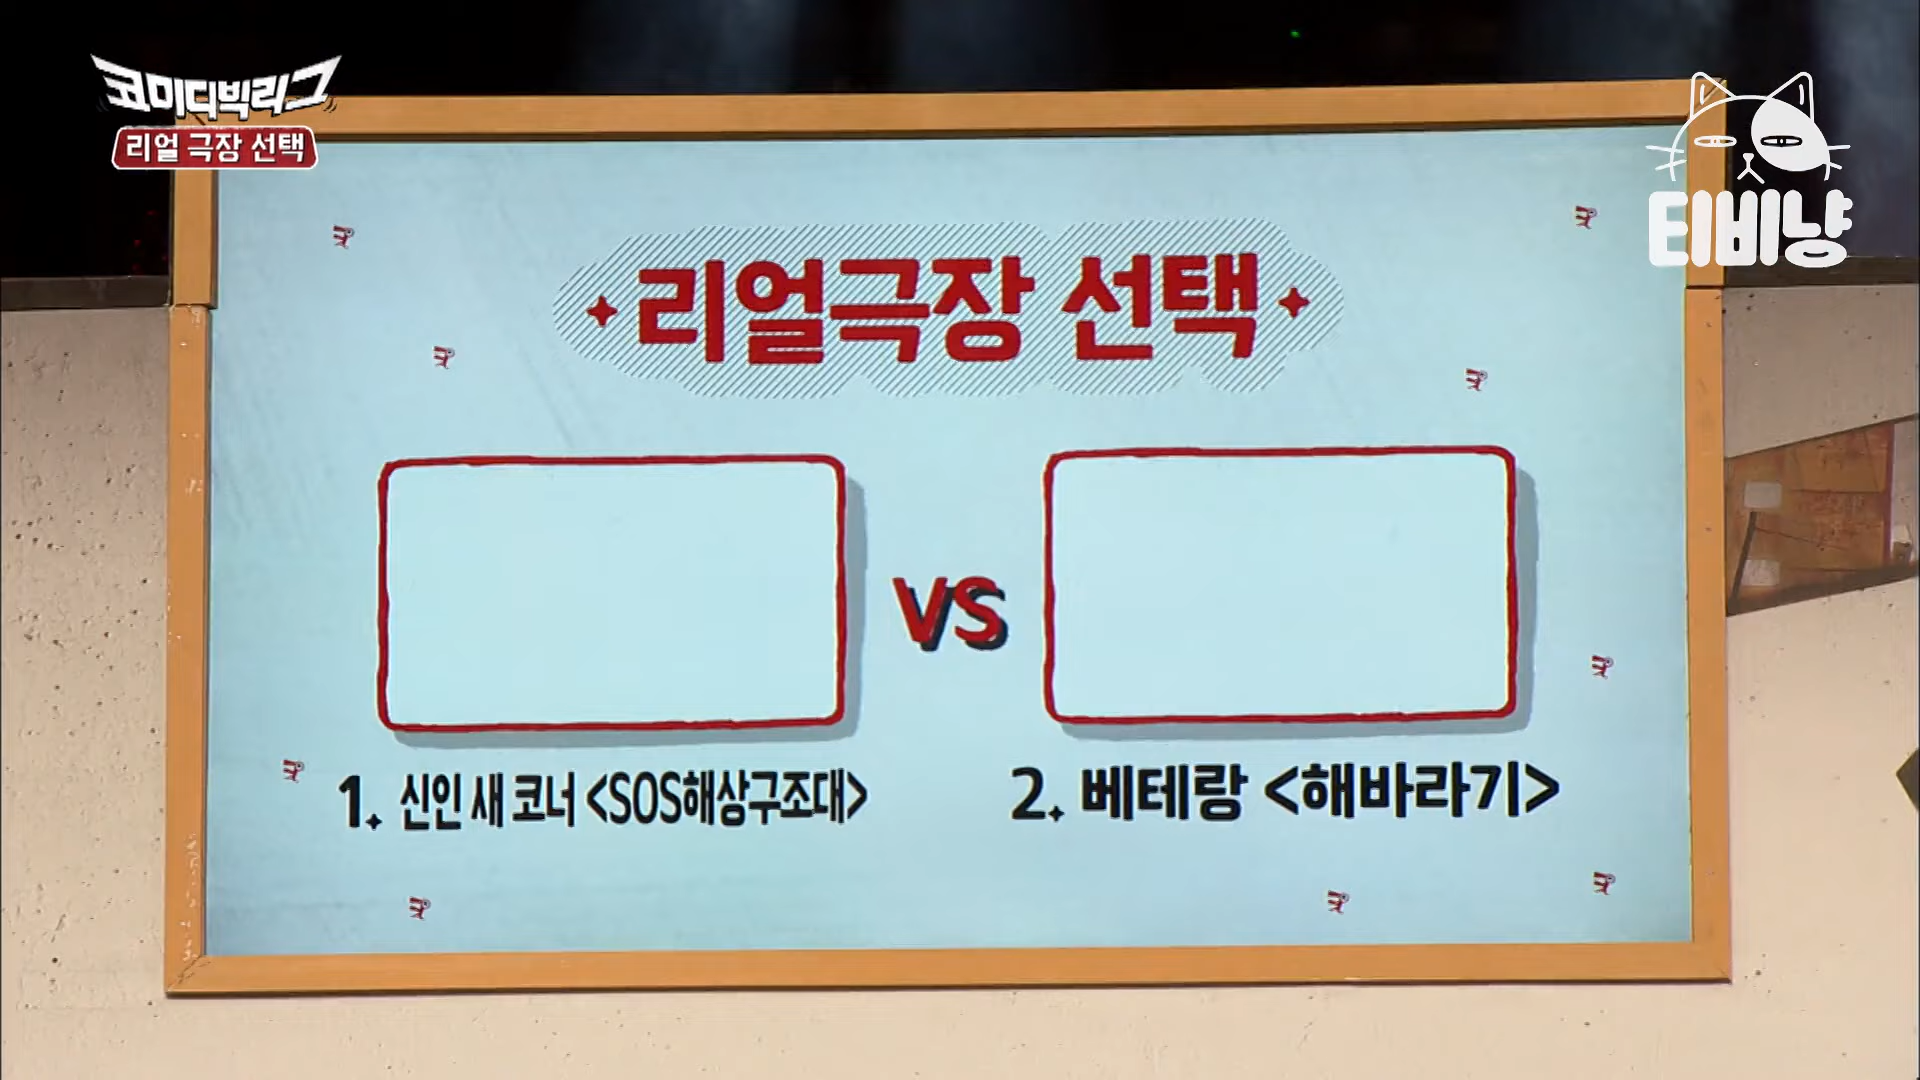 코미디빅리그
리얼 극장 선택
티비냥
리얼극장 선택
VS
1. 신인 새 코너 <SOS해상구조대>
2. 베테랑 <해바라기>